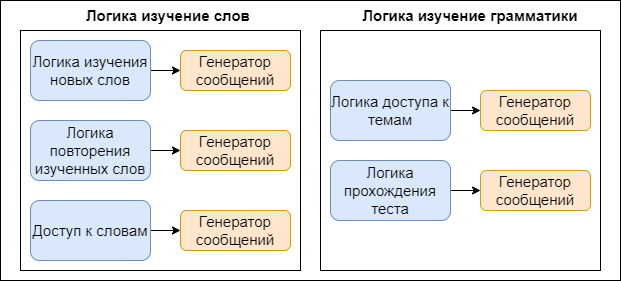 Логика изучение слов
Логика изучения
новых слов
Генератор
сообщений
Логика
повторения
изученных слов
Генератор
сообщений
Доступ к словам
Генератор
сообщений
Логика изучение грамматики
Логика доступа к
темам
Генератор
сообщений
Логика
прохождения
теста
Генератор
сообщений